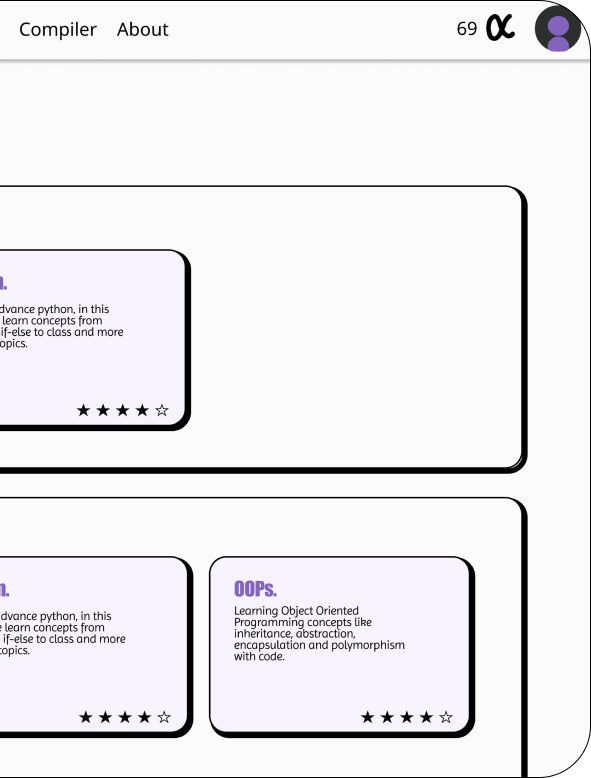 Compiler About 69 α
n.
dvance python, in this
learn concepts from
if-else to class and more
opics.
★ ★ ★ ★ ☆
n.
dvance python, in this
e learn concepts from
if-else to class and more
topics.
★ ★ ★ ★ ☆
OOPs.
Learning Object Oriented
Programming concepts like
inheritance, abstraction,
encapsulation and polymorphism
with code.
★ ★ ★ ★ ☆